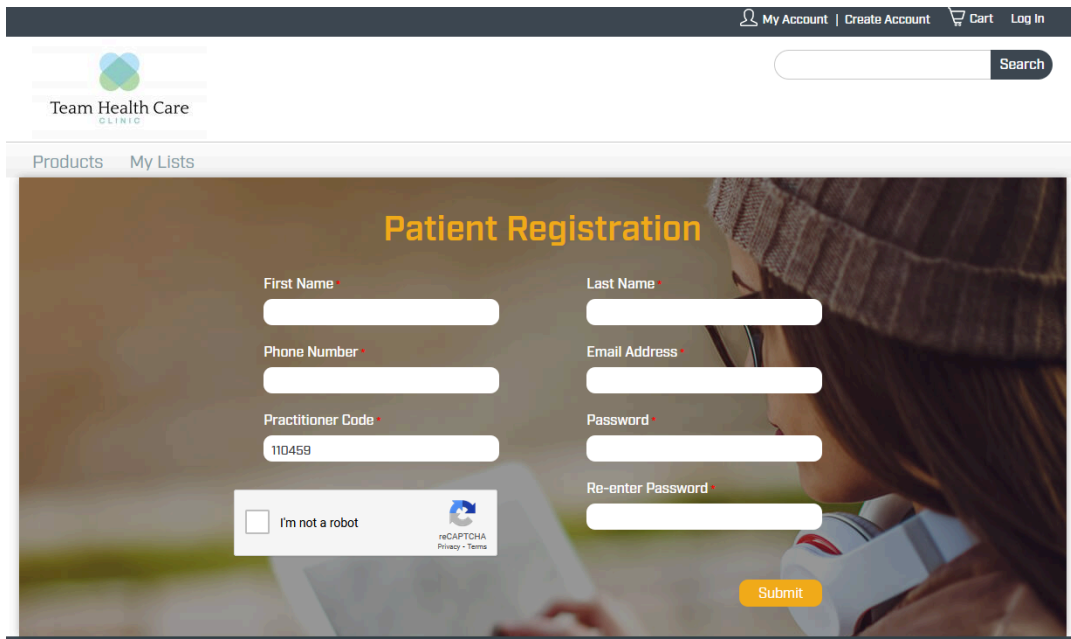 My Account | Create Account Cart Log In
Search
Team Health Care
CLINIC
Products My Lists
Patient Registration
First Name *
Last Name *
Phone Number *
Email Address *
Practitioner Code *
110459
Password *
Re-enter Password *
I'm not a robot
reCAPTCHA
Privacy - Terms
Submit